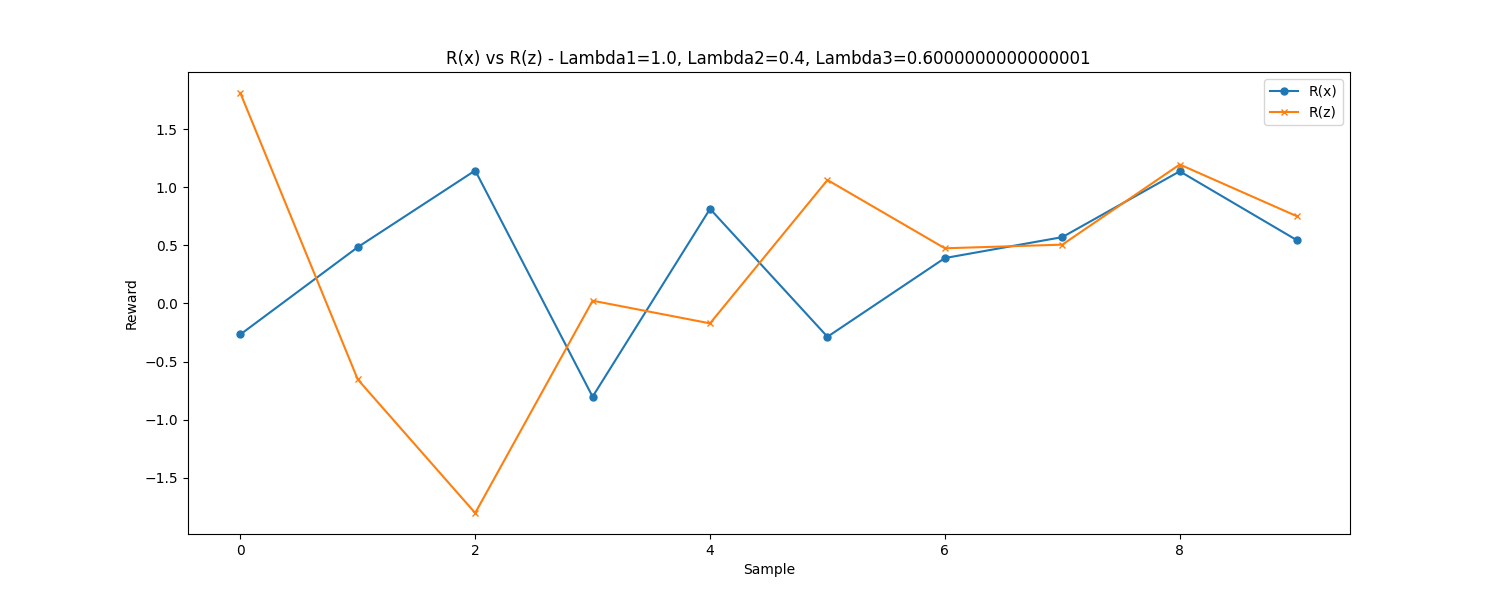 R(x) vs R(z) - Lambda1=1.0, Lambda2=0.4, Lambda3=0.6000000000000001
R(x)
R(z)
1.5
1.0
0.5
0.0
−0.5
−1.0
−1.5
Reward
0 2 4 6 8
Sample